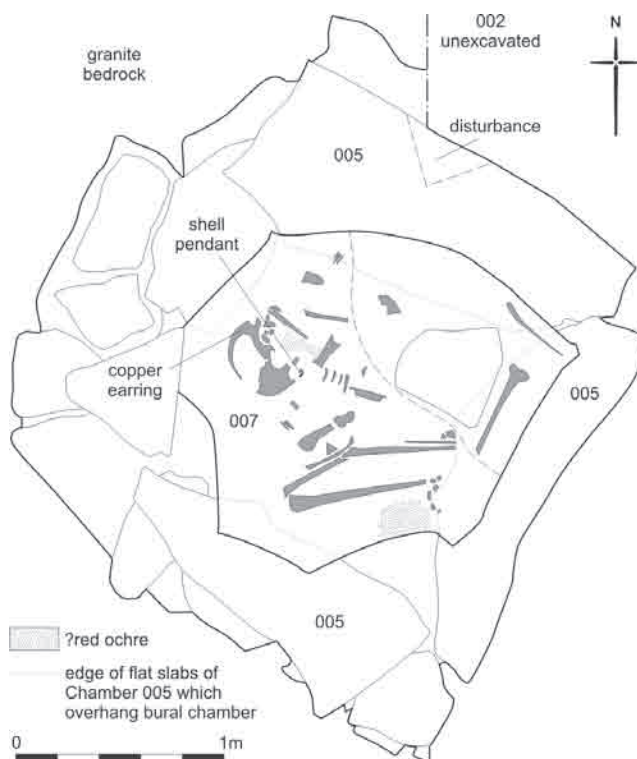 granite
bedrock
002
unexcavated
N
disturbance
005
shell
pendant
copper
earring
007
005
005
?red ochre
edge of flat slabs of
Chamber 005 which
overhang bural chamber
0
1m